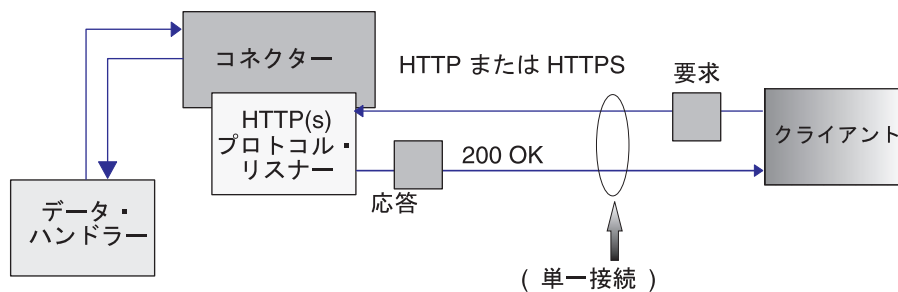 コネクター
HTTP または HTTPS
要求
HTTP(s)
プロトコル・
リスナー
クライアント
200 OK
応答
データ・
ハンドラー
( 単一接続 )